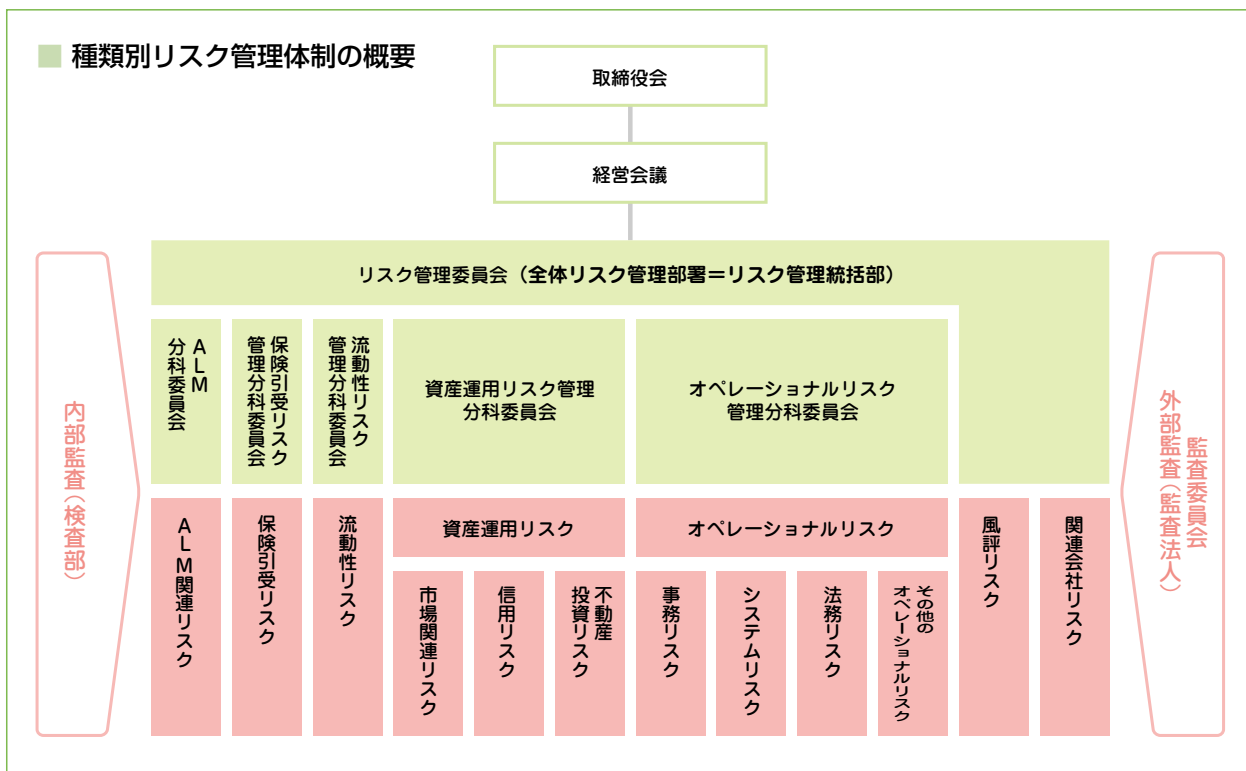 種類別リスク管理体制の概要
取締役会
経営会議
リスク管理委員会（全体リスク管理部署＝リスク管理統括部）
ALM
分科委員会
保険引受リスク
管理分科委員会
流動性リスク
管理分科委員会
資産運用リスク管理
分科委員会
オペレーショナルリスク
管理分科委員会
内部監査（検査部）
監査委員会
外部監査（監査法人）
ALM関連リスク
保険引受リスク
流動性リスク
資産運用リスク
オペレーショナルリスク
市場関連リスク
信用リスク
不動産
投資リスク
事務リスク
システムリスク
法務リスク
その他の
オペレーショナルリスク
風評リスク
関連会社リスク